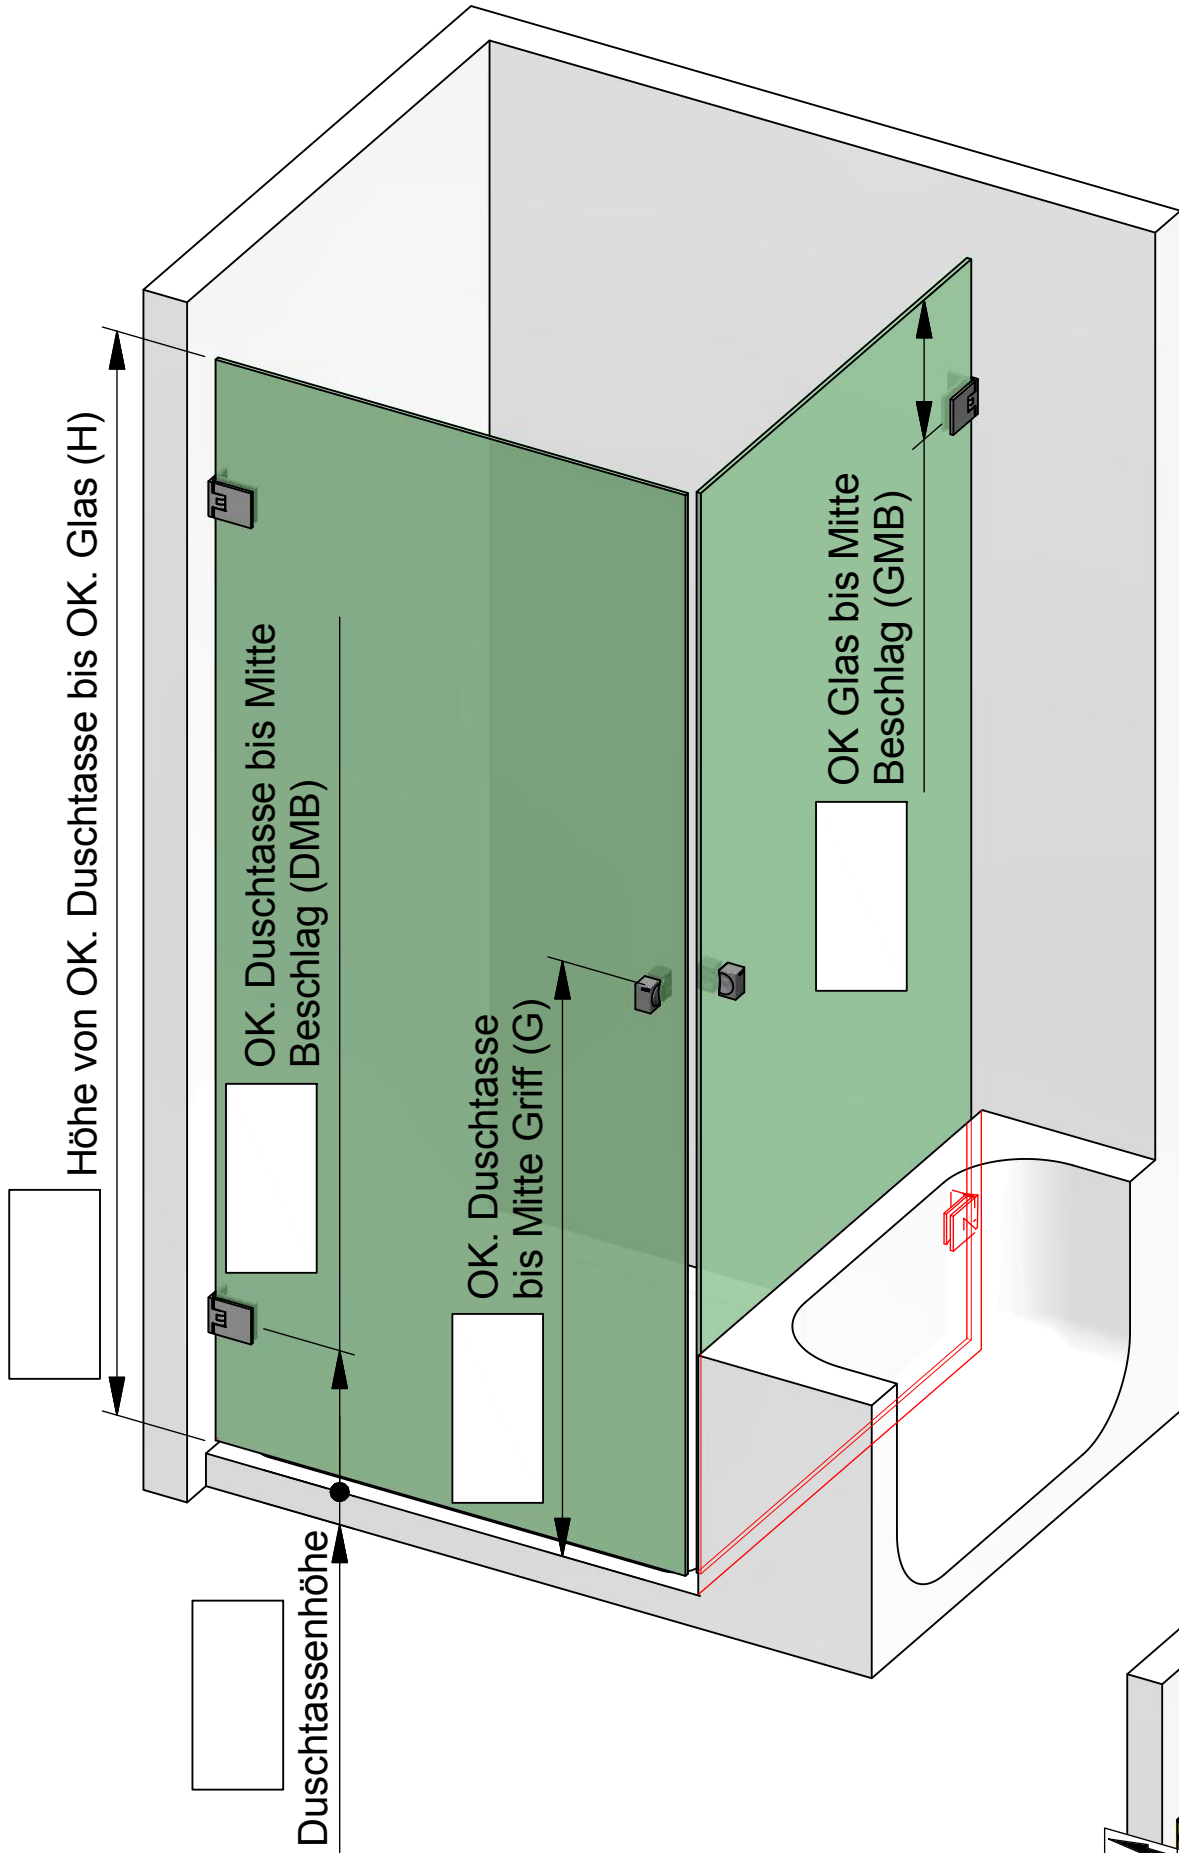 Höhe von OK. Duschtasse bis OK. Glas (H)
OK. Duschtasse bis Mitte
Beschlag (DMB)
OK. Duschtasse
bis Mitte Griff (G)
OK Glas bis Mitte
Beschlag (GMB)
Duschtassenhöhe